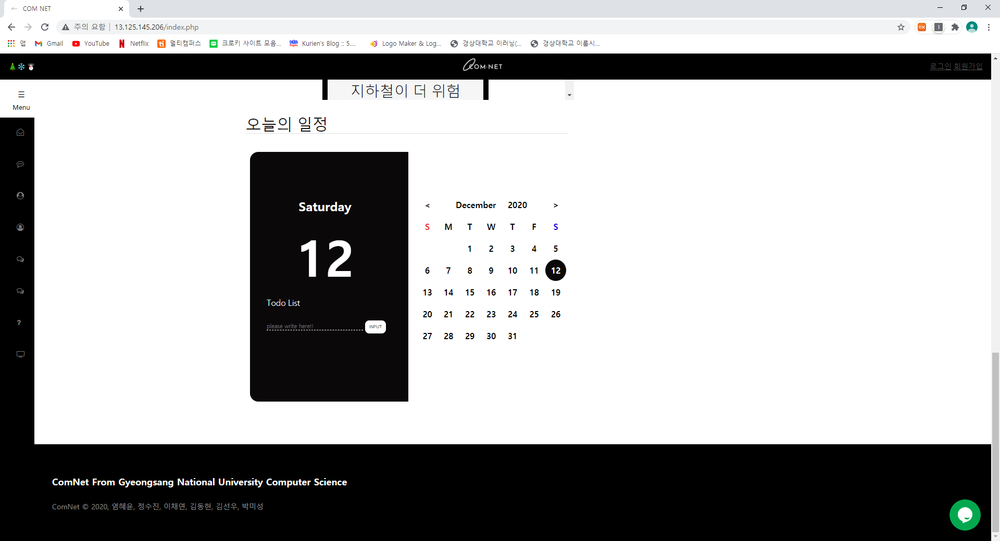 COM NET
주의 요함 13.125.145.206/index.php
앱 Gmail YouTube Netflix 멀티캠퍼스 크로키 사이트 모음... Kurien's Blog :: 5.... Logo Maker & Log... 경상대학교 이러닝(... 경상대학교 이룸시...
COM·NET
로그인 회원가입
지하철이 더 위험
Menu
오늘의 일정
Saturday
12
Todo List
please write here!!
INPUT
< December 2020 >
S M T W T F S
1 2 3 4 5
6 7 8 9 10 11 12
13 14 15 16 17 18 19
20 21 22 23 24 25 26
27 28 29 30 31
ComNet From Gyeongsang National University Computer Science
ComNet © 2020, 염혜윤, 정수진, 이채연, 김동현, 김선우, 박미성